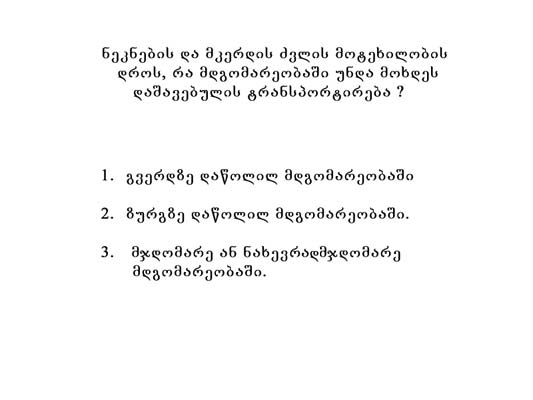 ნეკნების და მკერდის ძვლის მოტეხილობის
დროს, რა მდგომარეობაში უნდა მოხდეს
დაშავებულის ტრანსპორტირება ?
1. გვერდზე დაწოლილ მდგომარეობაში
2. ზურგზე დაწოლილ მდგომარეობაში.
3. მჯდომარე ან ნახევრადმჯდომარე
მდგომარეობაში.